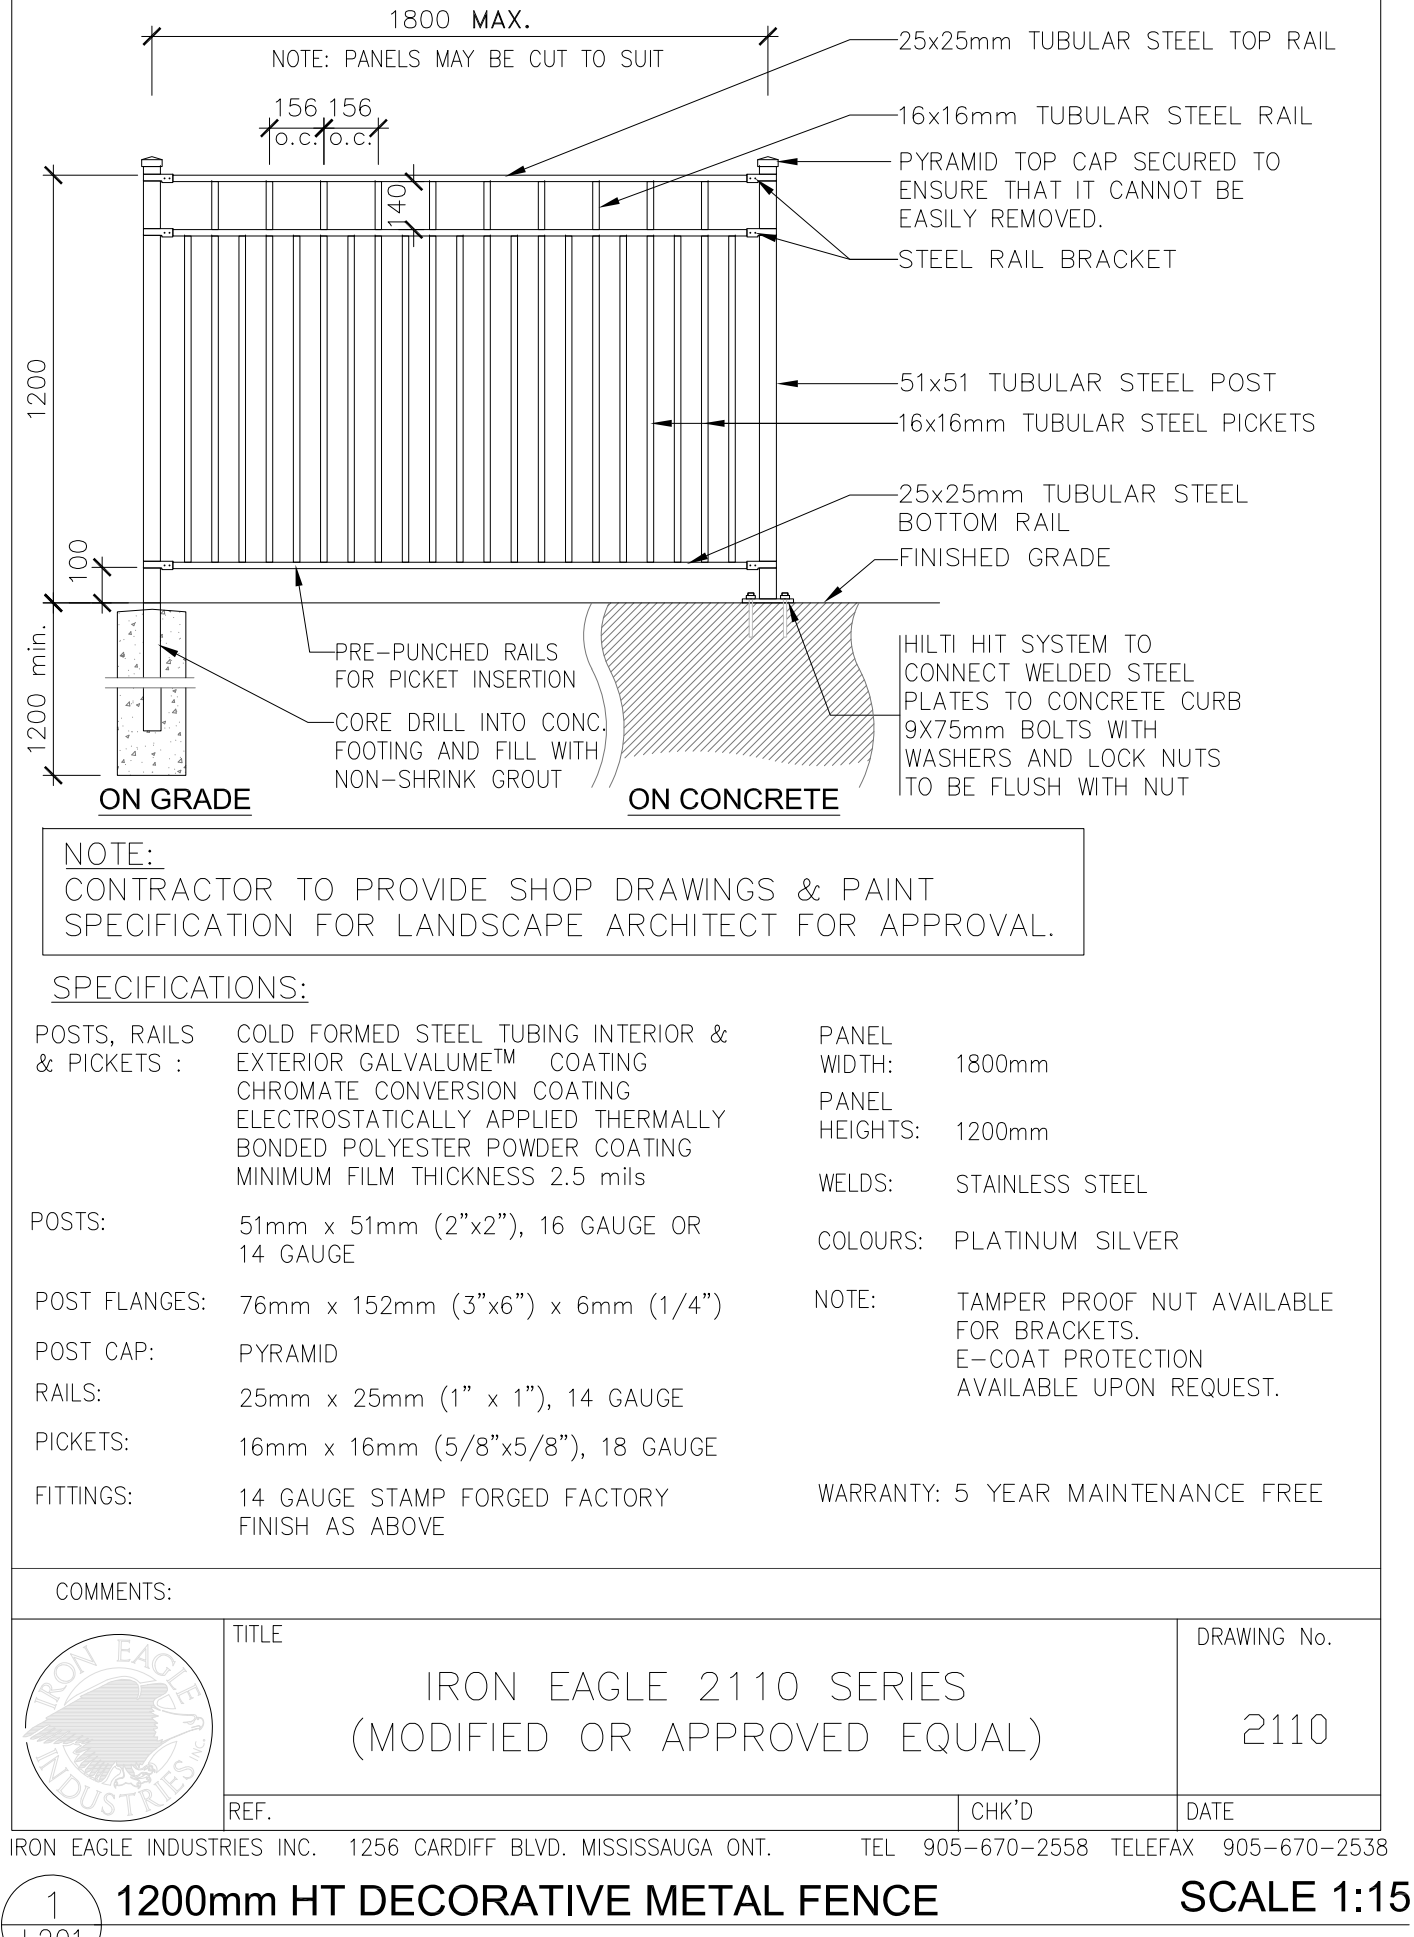 1800 MAX.
NOTE: PANELS MAY BE CUT TO SUIT
156 156
o.c. o.c.
140
1200
100
1200 min.
25x25mm TUBULAR STEEL TOP RAIL
16x16mm TUBULAR STEEL RAIL
PYRAMID TOP CAP SECURED TO
ENSURE THAT IT CANNOT BE
EASILY REMOVED.
STEEL RAIL BRACKET
51x51 TUBULAR STEEL POST
16x16mm TUBULAR STEEL PICKETS
25x25mm TUBULAR STEEL
BOTTOM RAIL
FINISHED GRADE
PRE-PUNCHED RAILS
FOR PICKET INSERTION
CORE DRILL INTO CONC.
FOOTING AND FILL WITH
NON-SHRINK GROUT
HILTI HIT SYSTEM TO
CONNECT WELDED STEEL
PLATES TO CONCRETE CURB
9X75mm BOLTS WITH
WASHERS AND LOCK NUTS
TO BE FLUSH WITH NUT
ON GRADE
ON CONCRETE
NOTE:
CONTRACTOR TO PROVIDE SHOP DRAWINGS & PAINT
SPECIFICATION FOR LANDSCAPE ARCHITECT FOR APPROVAL.
SPECIFICATIONS:
POSTS, RAILS
& PICKETS :
COLD FORMED STEEL TUBING INTERIOR &
EXTERIOR GALVALUME™ COATING
CHROMATE CONVERSION COATING
ELECTROSTATICALLY APPLIED THERMALLY
BONDED POLYESTER POWDER COATING
MINIMUM FILM THICKNESS 2.5 mils
POSTS: 51mm x 51mm (2”x2”), 16 GAUGE OR
14 GAUGE
POST FLANGES: 76mm x 152mm (3”x6”) x 6mm (1/4”)
POST CAP: PYRAMID
RAILS: 25mm x 25mm (1” x 1”), 14 GAUGE
PICKETS: 16mm x 16mm (5/8”x5/8”), 18 GAUGE
FITTINGS: 14 GAUGE STAMP FORGED FACTORY
FINISH AS ABOVE
PANEL
WIDTH: 1800mm
PANEL
HEIGHTS: 1200mm
WELDS: STAINLESS STEEL
COLOURS: PLATINUM SILVER
NOTE: TAMPER PROOF NUT AVAILABLE
FOR BRACKETS.
E-COAT PROTECTION
AVAILABLE UPON REQUEST.
WARRANTY: 5 YEAR MAINTENANCE FREE
COMMENTS:
IRON EAGLE
INDUSTRIES INC.
TITLE
IRON EAGLE 2110 SERIES
(MODIFIED OR APPROVED EQUAL)
DRAWING No.
2110
REF.
CHK'D
DATE
IRON EAGLE INDUSTRIES INC. 1256 CARDIFF BLVD. MISSISSAUGA ONT. TEL 905-670-2558 TELEFAX 905-670-2538
1
1200mm HT DECORATIVE METAL FENCE
SCALE 1:15